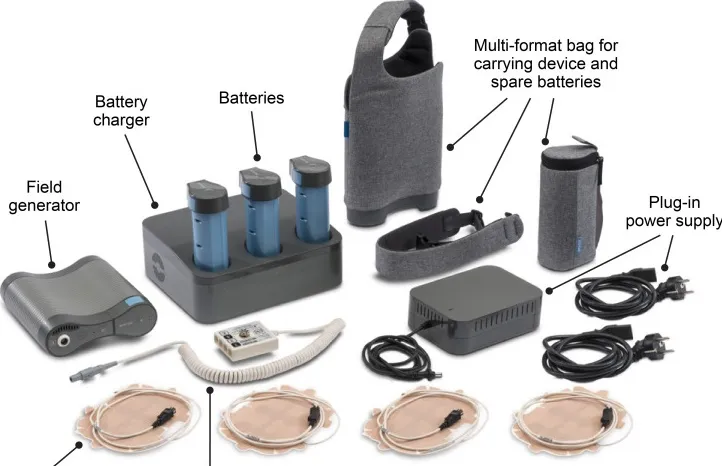 Multi-format bag for
carrying device and
spare batteries
Battery
charger
Batteries
Field
generator
Plug-in
power supply